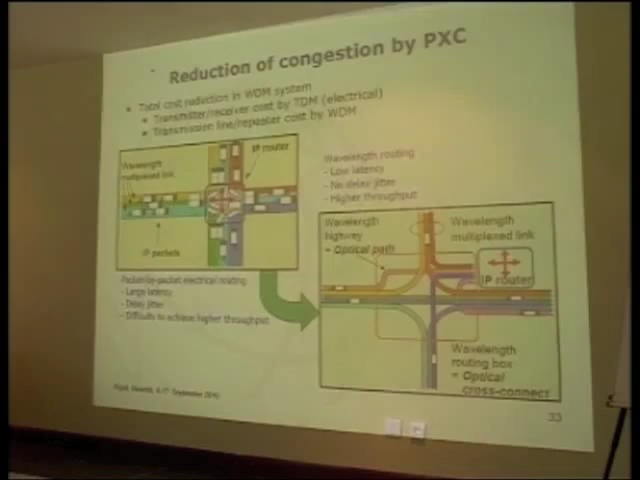 Reduction of congestion by PXC
Total cost reduction in WDM system
Transmitter/receiver cost by TDM (electrical)
Transmission line/repeater cost by WDM
Wavelength
multiplexed link
IP router
IP packets
Packet-by-packet electrical routing
- Large latency
- Delay jitter
- Difficulty to achieve higher throughput
Wavelength routing
- Low latency
- No delay jitter
- Higher throughput
Wavelength
highway
= Optical path
Wavelength
multiplexed link
IP router
Wavelength
routing box
= Optical
cross-connect
33